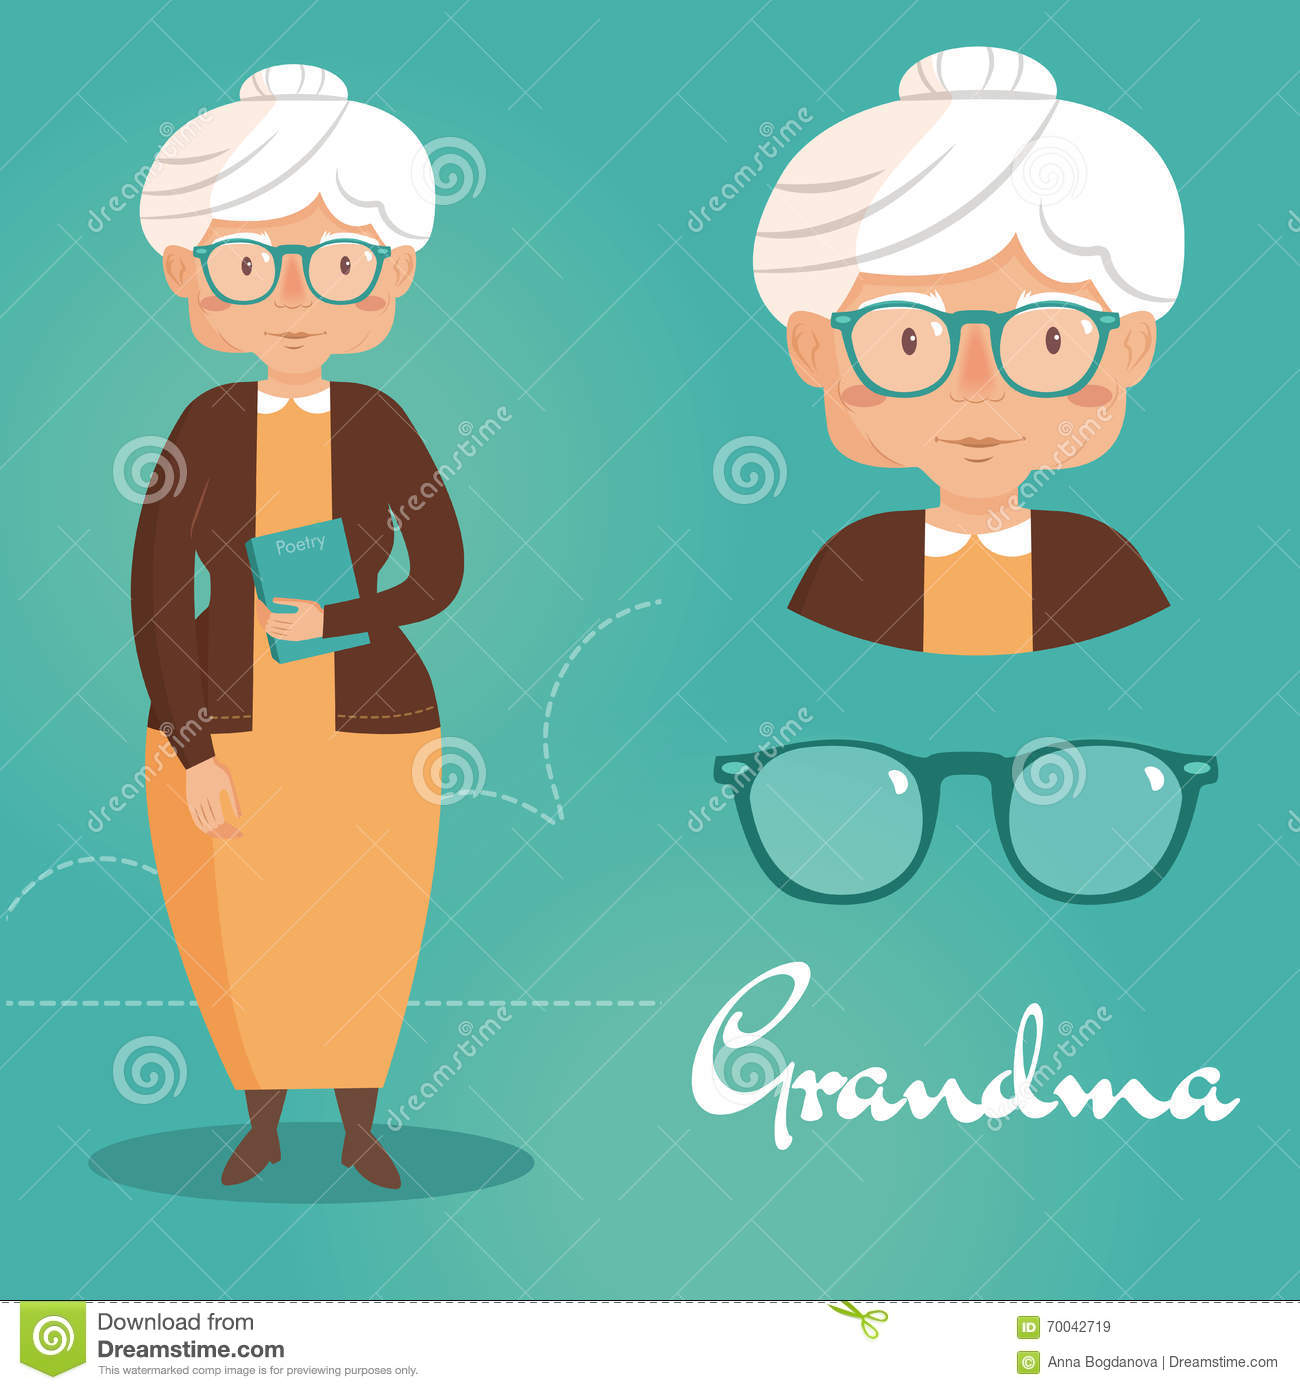 Poetry
Grandma
dreamstime
dreamstime
dreamstime
dreamstime
dreamstime
dreamstime
dreamstime
dreamstime
Download from
Dreamstime.com
This watermarked comp image is for previewing purposes only.
ID 70042719
© Anna Bogdanova | Dreamstime.com